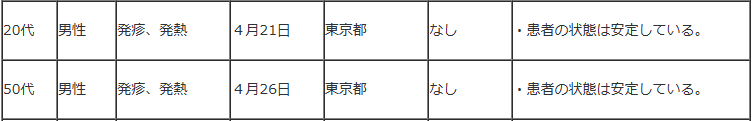 20代 男性 発疹、発熱 ４月21日 東京都 なし ・患者の状態は安定している。
50代 男性 発疹、発熱 ４月26日 東京都 なし ・患者の状態は安定している。